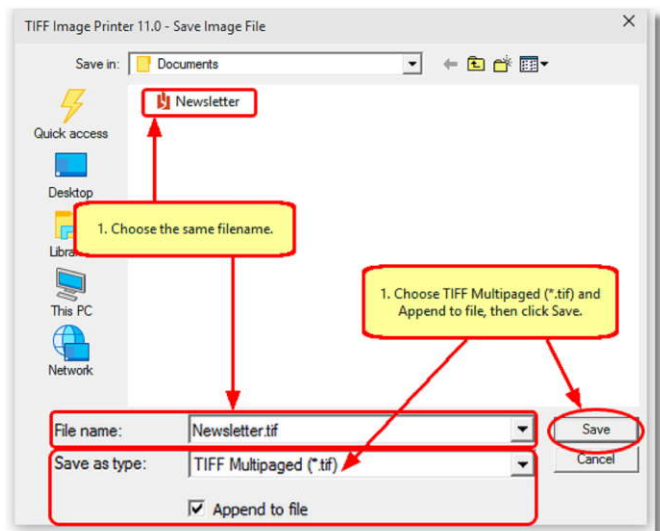 TIFF Image Printer 11.0 - Save Image File
Save in: Documents
Newsletter
Quick access
Desktop
1. Choose the same filename.
This PC
1. Choose TIFF Multipaged (*.tif) and
Append to file, then click Save.
Network
File name: Newsletter.tif Save
Save as type: TIFF Multipaged (*.tif) Cancel
Append to file